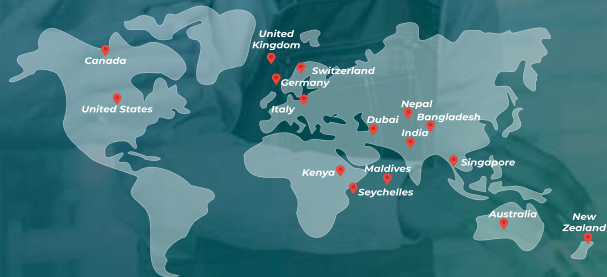 United
Kingdom
Canada
Switzerland
Germany
United States
Italy
Nepal
Dubai
Bangladesh
India
Singapore
Kenya
Maldives
Seychelles
Australia
New
Zealand